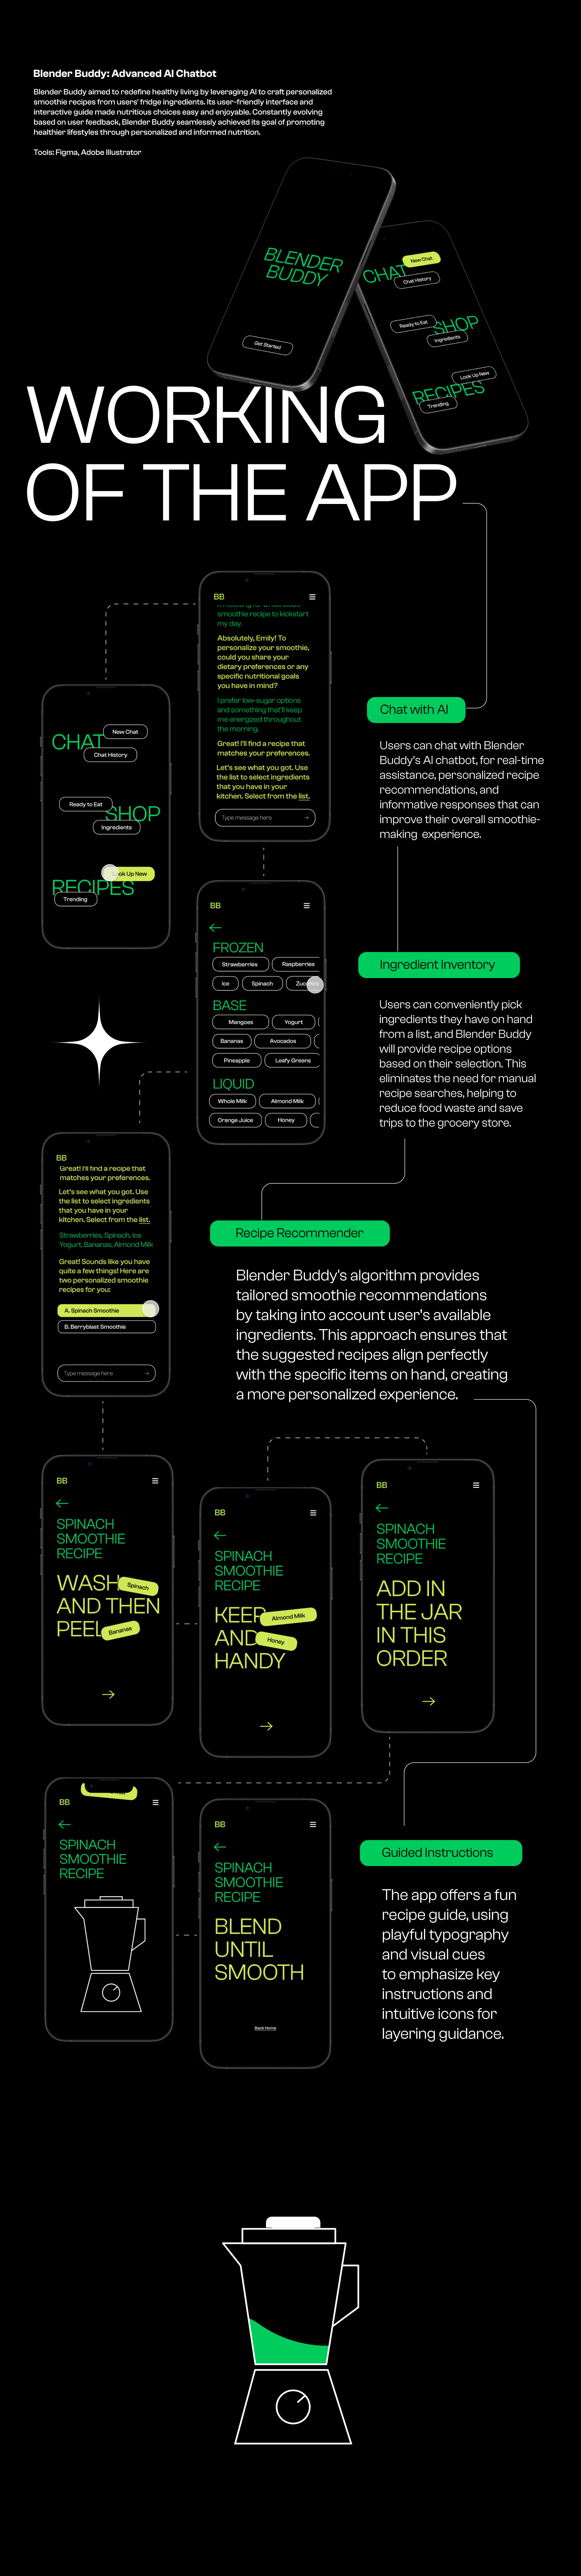 Blender Buddy: Advanced AI Chatbot
Blender Buddy aimed to redefine healthy living by leveraging AI to craft personalized
smoothie recipes from users' fridge ingredients. Its user-friendly interface and
interactive guide made nutritious choices easy and enjoyable. Constantly evolving
based on user feedback, Blender Buddy seamlessly achieved its goal of promoting
healthier lifestyles through personalized and informed nutrition.
Tools: Figma, Adobe Illustrator
BLENDER
BUDDY
Get Started
New Chat
CHAT
Chat History
Ready to Eat
SHOP
Ingredients
Look Up New
RECIPES
Trending
WORKING
OF THE APP
BB
smoothie recipe to kickstart
my day.
Absolutely, Emily! To
personalize your smoothie,
could you share your
dietary preferences or any
specific nutritional goals
you have in mind?
I prefer low-sugar options
and something that'll keep
me energized throughout
the morning.
Great! I'll find a recipe that
matches your preferences.
Let's see what you got. Use
the list to select ingredients
that you have in your
kitchen. Select from the list.
Type message here
New Chat
CHAT
Chat History
Ready to Eat
SHOP
Ingredients
ok Up New
RECIPES
Trending
Chat with AI
Users can chat with Blender
Buddy's AI chatbot, for real-time
assistance, personalized recipe
recommendations, and
informative responses that can
improve their overall smoothie-
making experience.
BB
FROZEN
Strawberries Raspberries
Ice Spinach
BASE
Mangoes Yogurt
Bananas Avocados
Pineapple Leafy Greens
LIQUID
Whole Milk Almond Milk
Orange Juice Honey
Ingredient Inventory
Users can conveniently pick
ingredients they have on hand
from a list, and Blender Buddy
will provide recipe options
based on their selection. This
eliminates the need for manual
recipe searches, helping to
reduce food waste and save
trips to the grocery store.
BB
Great! I'll find a recipe that
matches your preferences.
Let's see what you got. Use
the list to select ingredients
that you have in your
kitchen. Select from the list.
Strawberries, Spinach, Ice
Yogurt, Bananas, Almond Milk
Great! Sounds like you have
quite a few things! Here are
two personalized smoothie
recipes for you:
A. Spinach Smoothie
B. Berryblast Smoothie
Type message here
Recipe Recommender
Blender Buddy's algorithm provides
tailored smoothie recommendations
by taking into account user's available
ingredients. This approach ensures that
the suggested recipes align perfectly
with the specific items on hand, creating
a more personalized experience.
BB
SPINACH
SMOOTHIE
RECIPE
WASH Spinach
AND THEN
PEEL Bananas
BB
SPINACH
SMOOTHIE
RECIPE
KEEP Almond Milk
AND Honey
HANDY
BB
SPINACH
SMOOTHIE
RECIPE
ADD IN
THE JAR
IN THIS
ORDER
BB
SPINACH
SMOOTHIE
RECIPE
BB
SPINACH
SMOOTHIE
RECIPE
BLEND
UNTIL
SMOOTH
Back Home
Guided Instructions
The app offers a fun
recipe guide, using
playful typography
and visual cues
to emphasize key
instructions and
intuitive icons for
layering guidance.